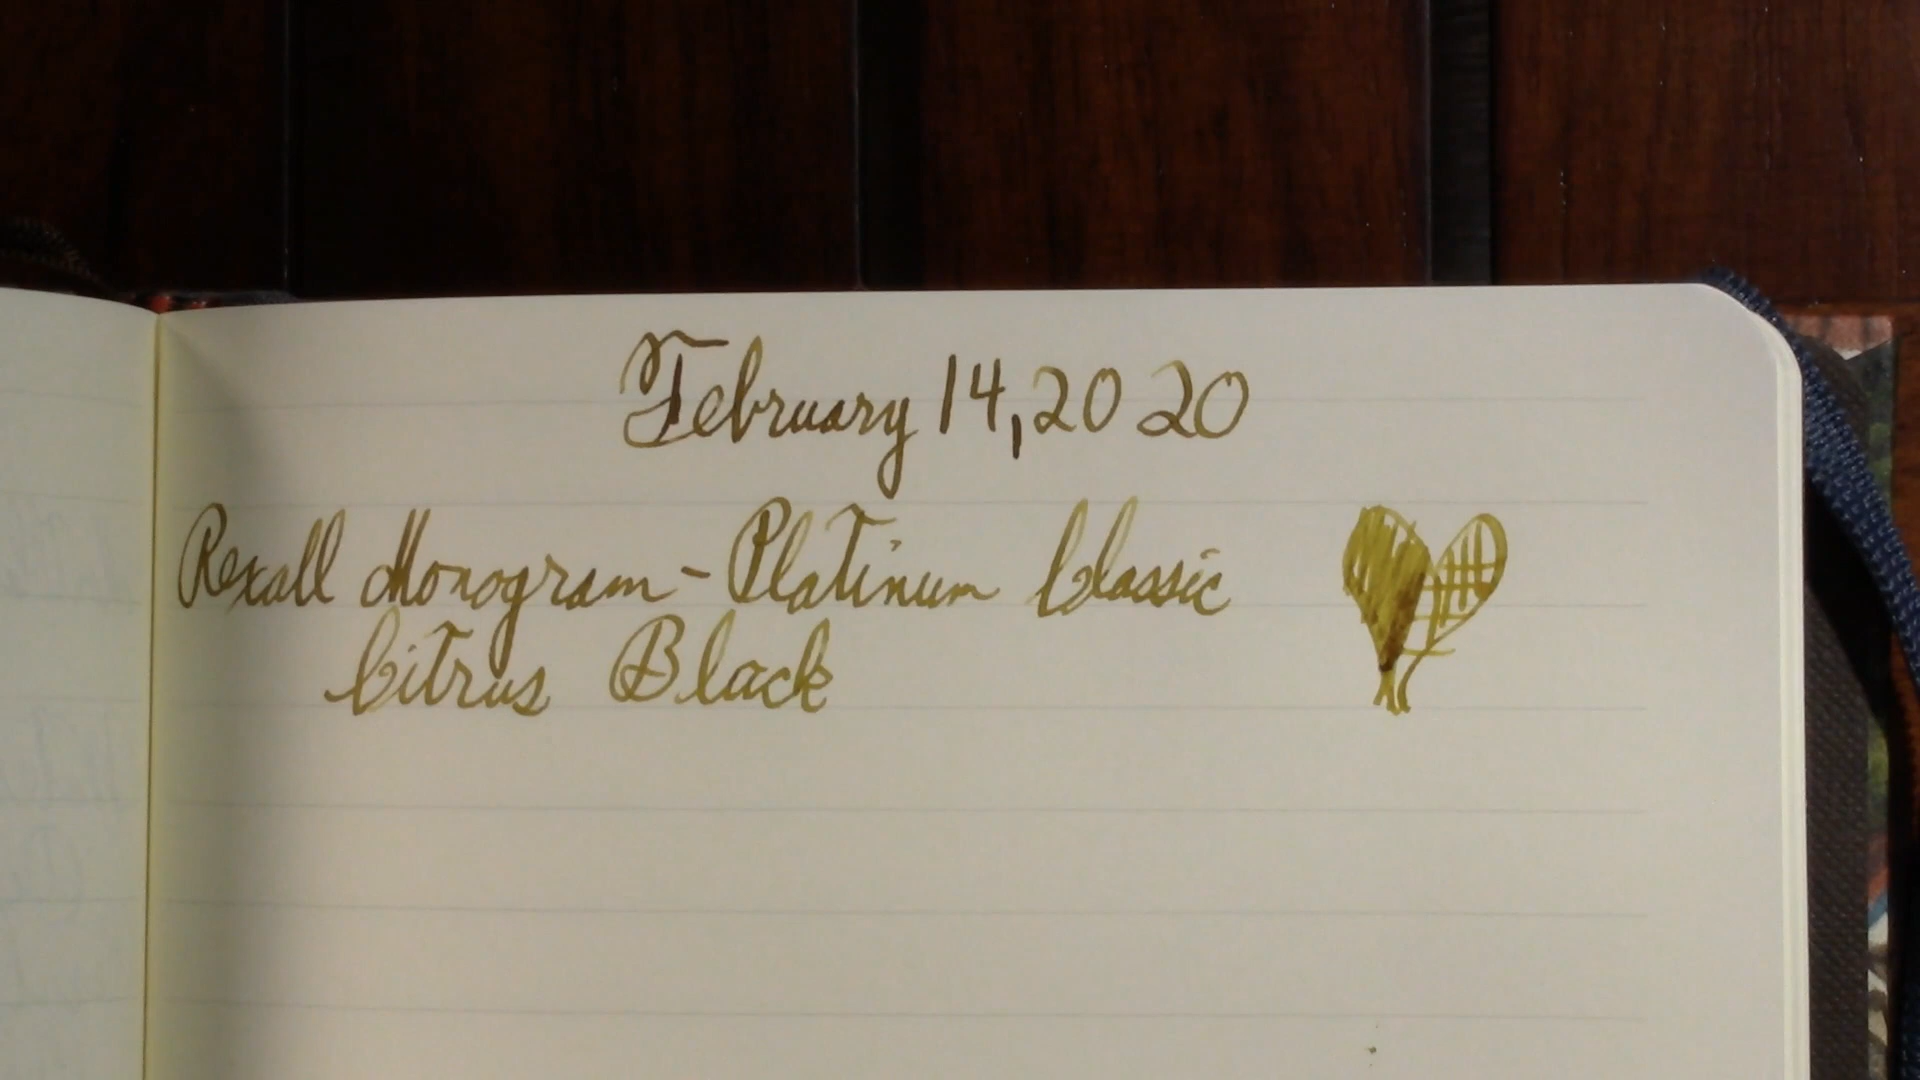 February 14, 2020
Rexall Monogram - Platinum Classic
Citrus Black